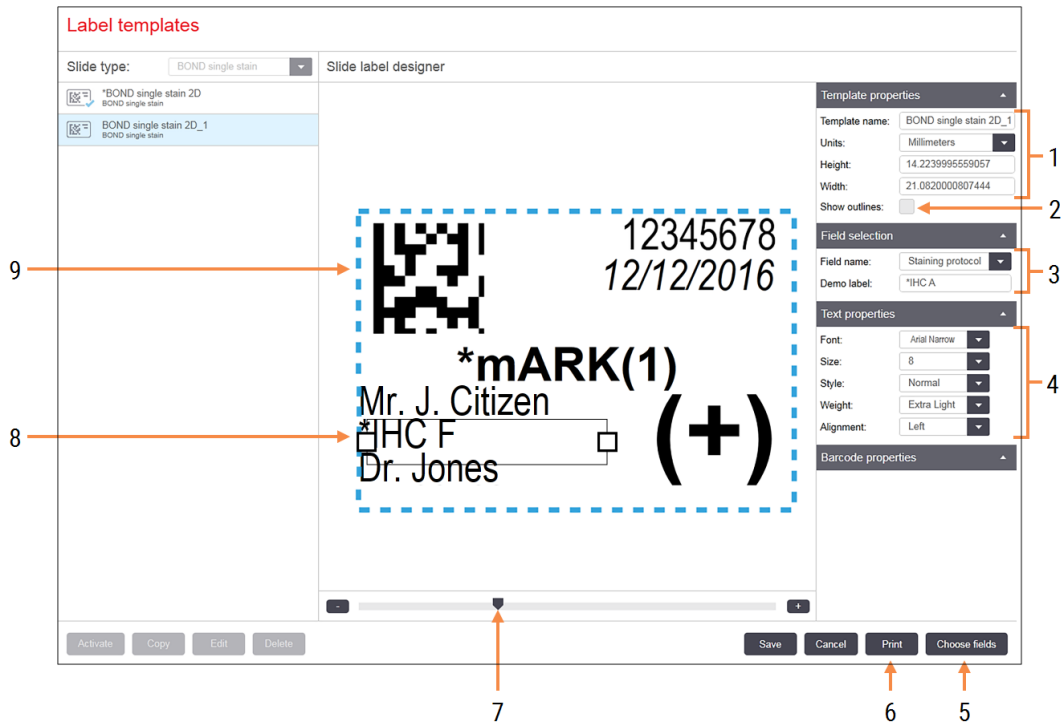 Label templates
Slide type: BOND single stain
Slide label designer
*BOND single stain 2D
BOND single stain
BOND single stain 2D_1
BOND single stain
12345678
12/12/2016
*mARK(1)
Mr. J. Citizen
*IHC F
Dr. Jones
(+)
-
+
Template properties
Template name: BOND single stain 2D_1
Units: Millimeters
Height: 14.2239995559057
Width: 21.0820000807444
Show outlines:
Field selection
Field name: Staining protocol
Demo label: *IHC A
Text properties
Font: Arial Narrow
Size: 8
Style: Normal
Weight: Extra Light
Alignment: Left
Barcode properties
Activate Copy Edit Delete
Save Cancel Print Choose fields
1
2
3
4
5
6
7
8
9